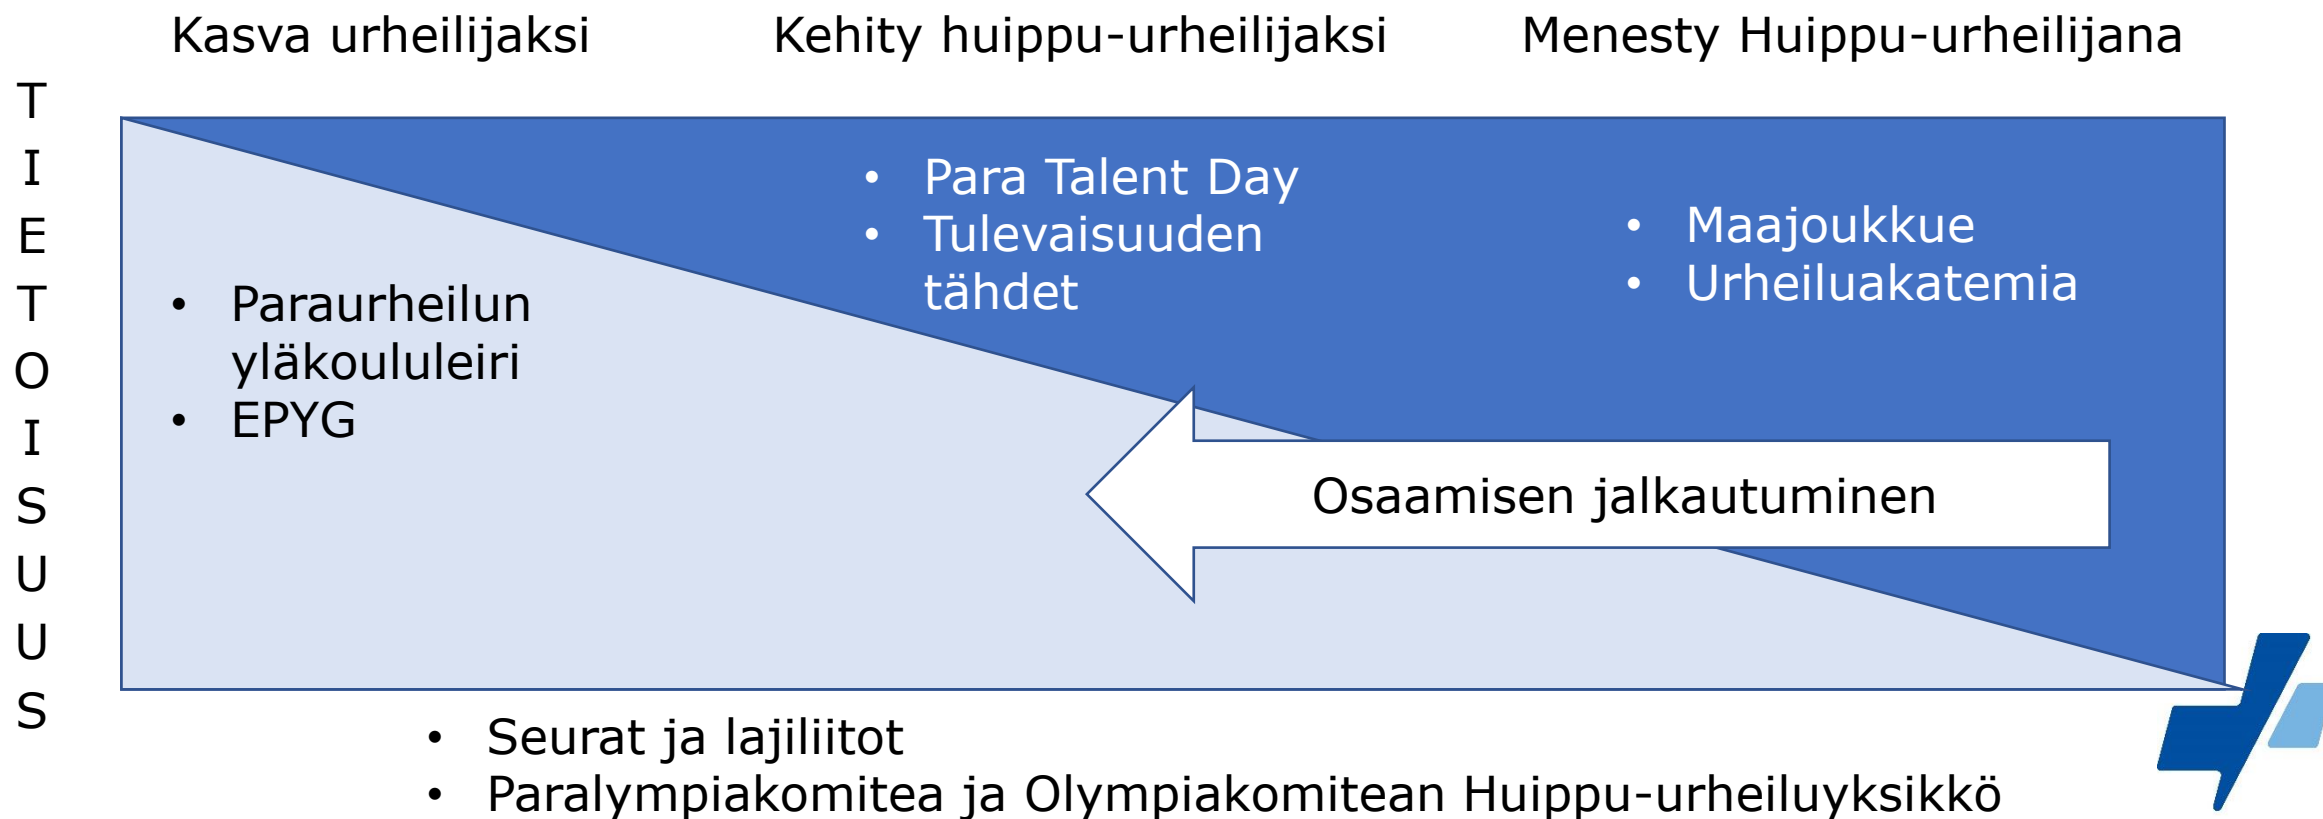 Kasva urheilijaksi
Kehity huippu-urheilijaksi
Menesty Huippu-urheilijana
T
I
E
T
O
I
S
U
U
S
• Paraurheilun
yläkoululeiri
• EPYG
• Para Talent Day
• Tulevaisuuden
tähdet
• Maajoukkue
• Urheiluakatemia
Osaamisen jalkautuminen
• Seurat ja lajiliitot
• Paralympiakomitea ja Olympiakomitean Huippu-urheiluyksikkö